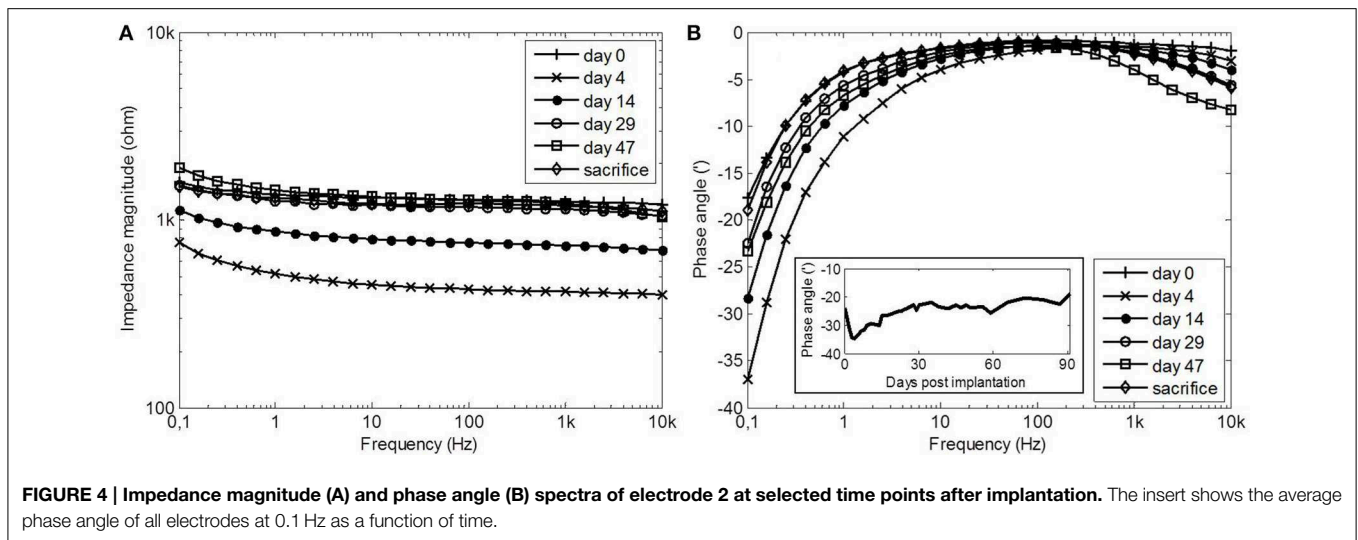 A
10k
1k
100
Impedance magnitude (ohm)
0,1
1
10
100
1k
10k
Frequency (Hz)
day 0
day 4
day 14
day 29
day 47
sacrifice
B
0
-5
-10
-15
-20
-25
-30
-35
-40
Phase angle (')
0,1
1
10
100
1k
10k
Frequency (Hz)
-10
-20
-30
-40
Phase angle (')
0
30
60
90
Days post implantation
day 0
day 4
day 14
day 29
day 47
sacrifice
FIGURE 4 | Impedance magnitude (A) and phase angle (B) spectra of electrode 2 at selected time points after implantation. The insert shows the average
phase angle of all electrodes at 0.1 Hz as a function of time.